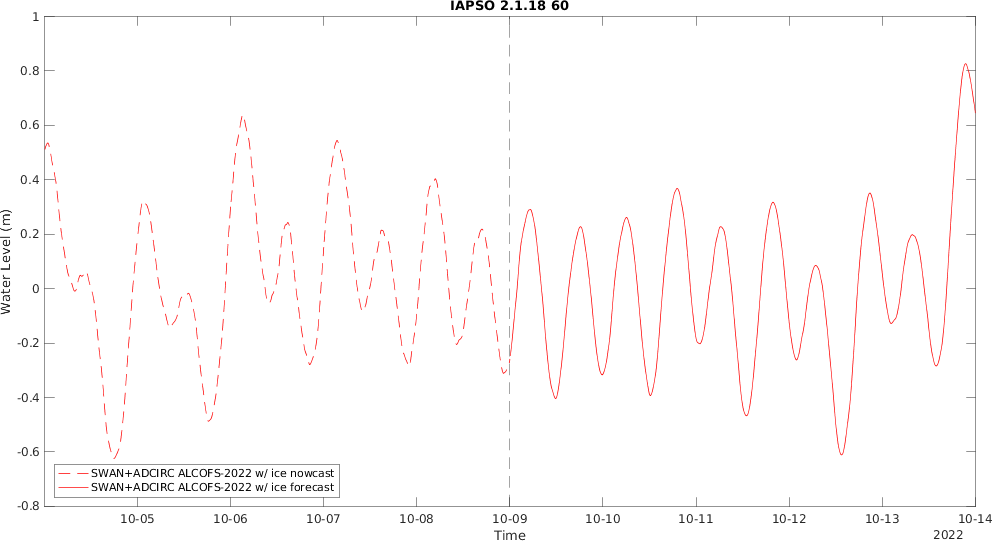 IAPSO 2.1.18 60
1
0.8
0.6
0.4
0.2
0
-0.2
-0.4
-0.6
-0.8
Water Level (m)
SWAN+ADCIRC ALCOFS-2022 w/ ice nowcast
SWAN+ADCIRC ALCOFS-2022 w/ ice forecast
10-05 10-06 10-07 10-08 10-09 10-10 10-11 10-12 10-13 10-14
Time
2022